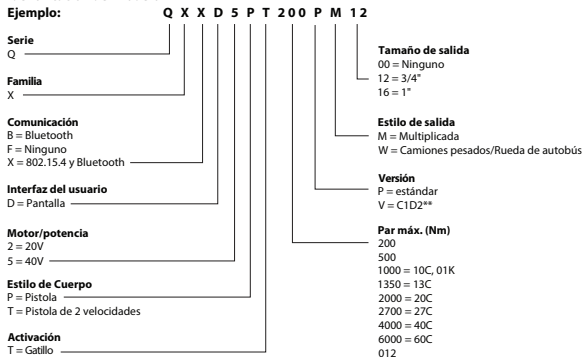 Ejemplo: Q X X D 5 P T 200 P M 12
Serie
Q
Familia
X
Comunicación
B = Bluetooth
F = Ninguno
X = 802.15.4 y Bluetooth
Interfaz del usuario
D = Pantalla
Motor/potencia
2 = 20V
5 = 40V
Estilo de Cuerpo
P = Pistola
T = Pistola de 2 velocidades
Activación
T = Gatillo
Tamaño de salida
00 = Ninguno
12 = 3/4"
16 = 1"
Estilo de salida
M = Multiplicada
W = Camiones pesados/Rueda de autobús
Versión
P = estándar
V = C1D2**
Par máx. (Nm)
200
500
1000 = 10C, 01K
1350 = 13C
2000 = 20C
2700 = 27C
4000 = 40C
6000 = 60C
012